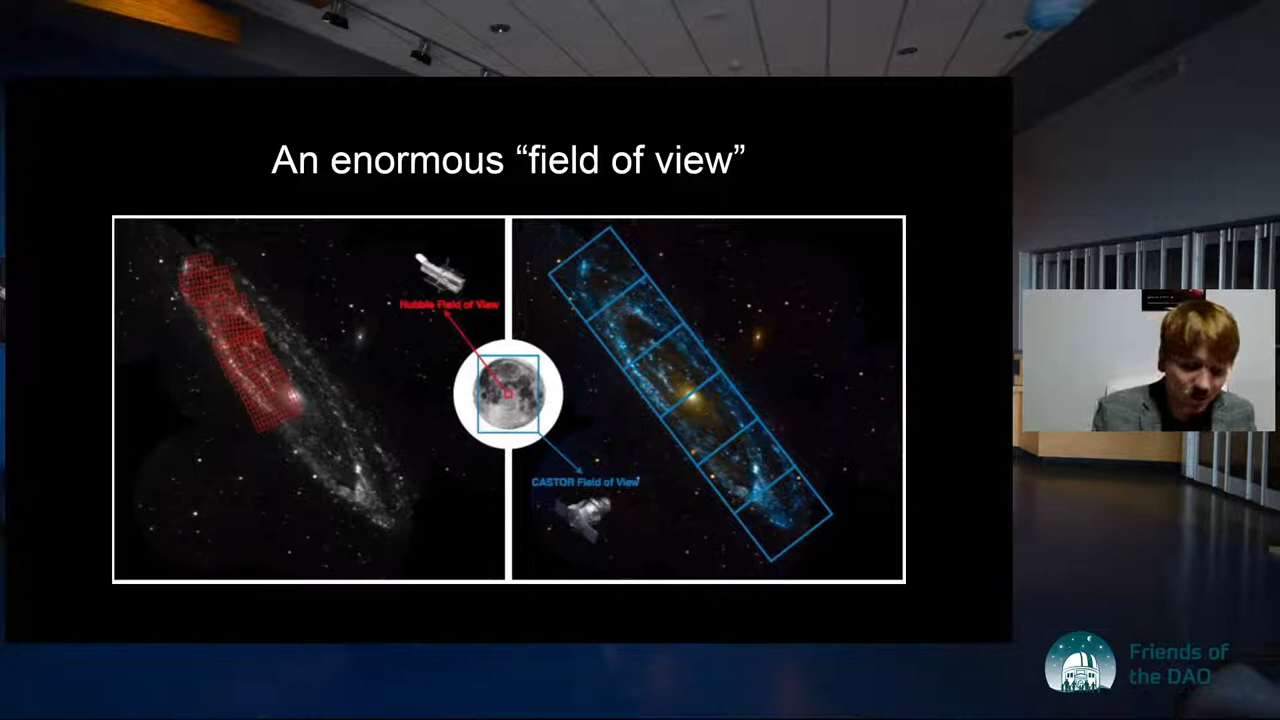 An enormous “field of view”
Hubble Field of View
CASTOR Field of View
Friends of
the DAO